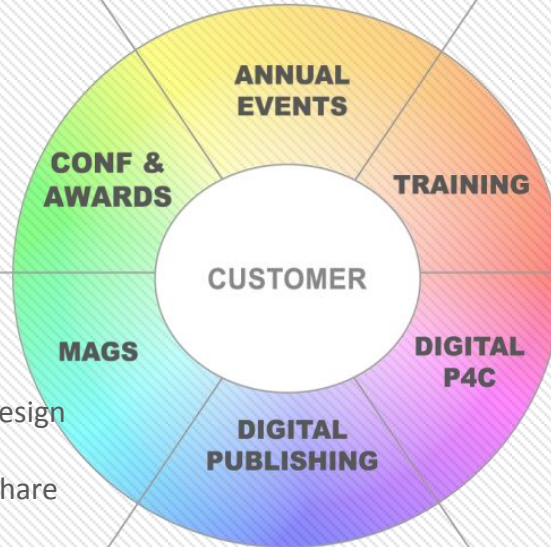 ANNUAL
EVENTS
CONF &
AWARDS
TRAINING
CUSTOMER
MAGS
DIGITAL
P4C
DIGITAL
PUBLISHING
esign
hare